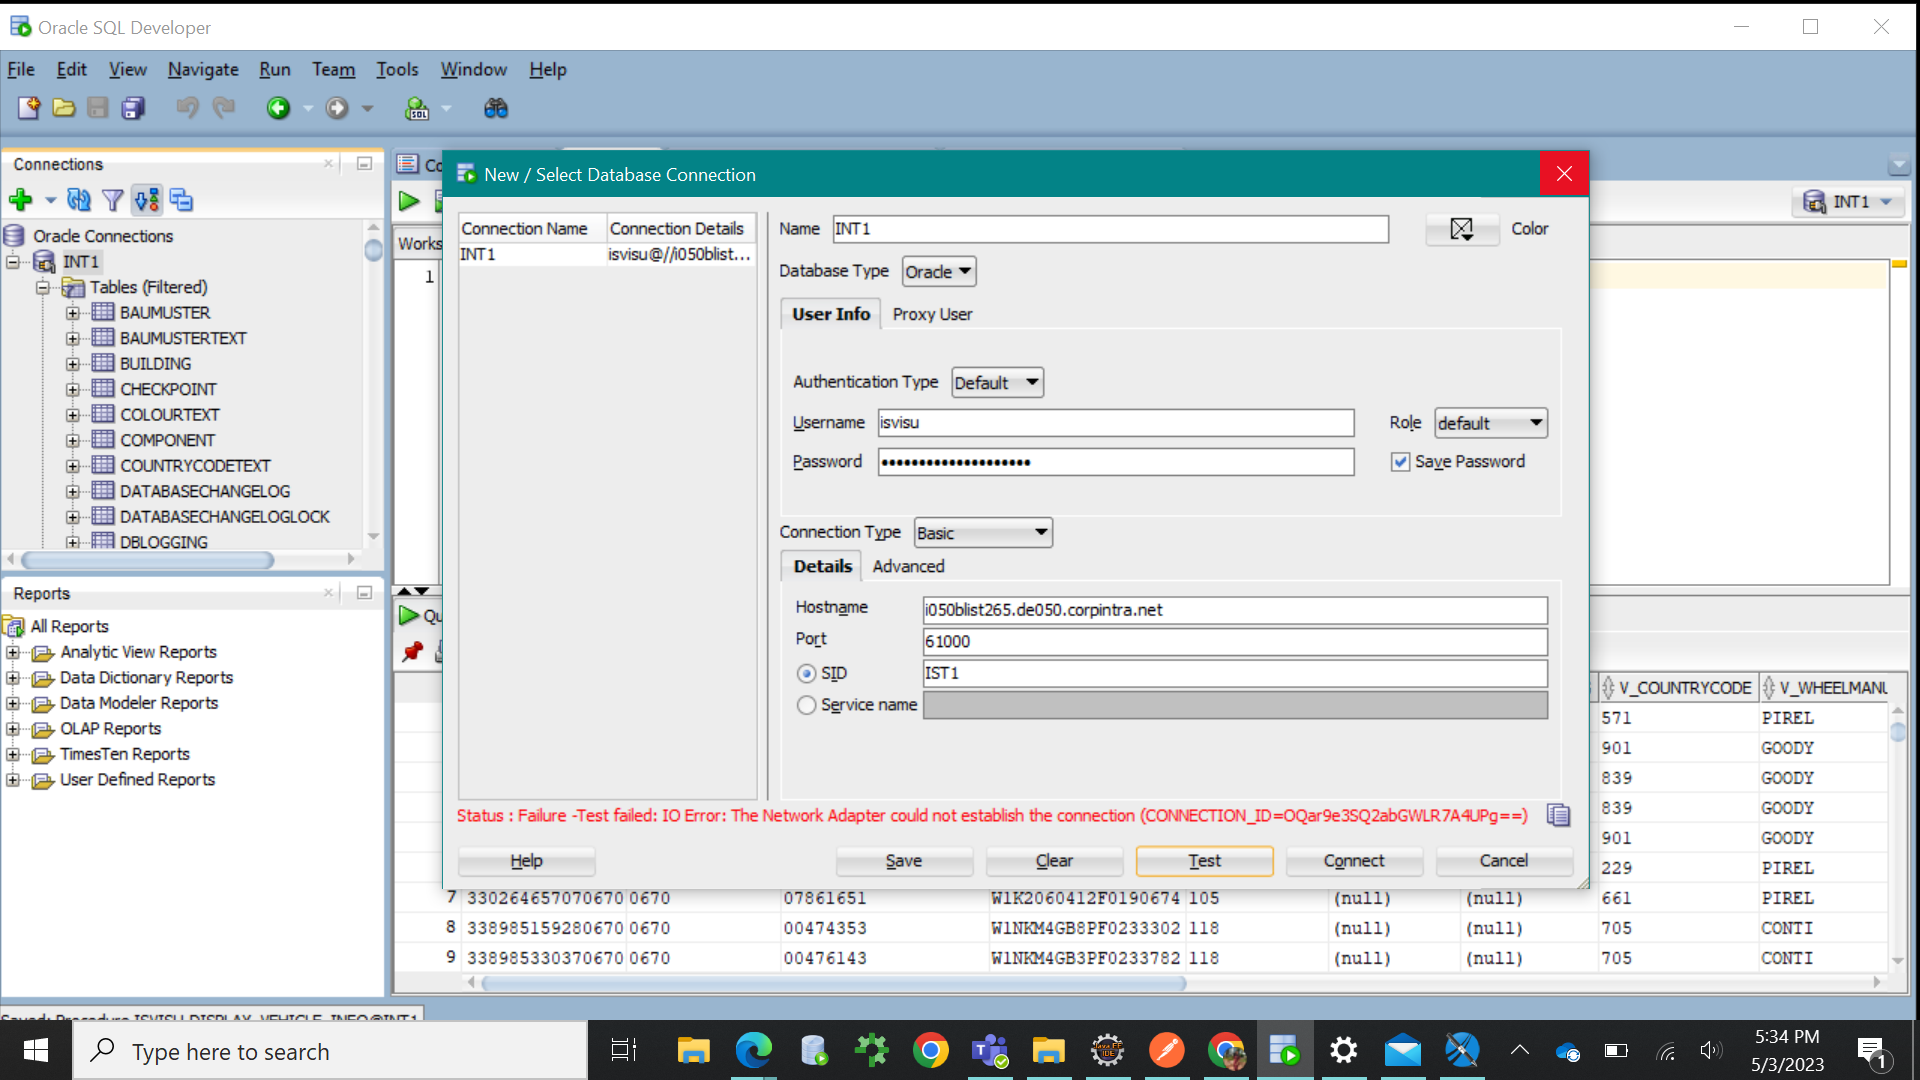 Oracle SQL Developer
File Edit View Navigate Run Team Tools Window Help
Connections
Oracle Connections
INT1
Tables (Filtered)
BAUMUSTER
BAUMUSTERTEXT
BUILDING
CHECKPOINT
COLOURTEXT
COMPONENT
COUNTRYCODETEXT
DATABASECHANGELOG
DATABASECHANGELOGLOCK
DBLOGGING
Reports
All Reports
Analytic View Reports
Data Dictionary Reports
Data Modeler Reports
OLAP Reports
TimesTen Reports
User Defined Reports
INT1
1
New / Select Database Connection
Connection Name Connection Details
INT1 isvisu@//i050blist...
Name INT1 Color
Database Type Oracle
User Info Proxy User
Authentication Type Default
Username isvisu Role default
Password Save Password
Connection Type Basic
Details Advanced
Hostname i050blist265.de050.corpintra.net
Port 61000
SID IST1
Service name
Status : Failure -Test failed: IO Error: The Network Adapter could not establish the connection (CONNECTION_ID=OQar9e3SQ2abGWLR7A4UPg==)
Help Save Clear Test Connect Cancel
V_COUNTRYCODE V_WHEELMANU
571 PIREL
901 GOODY
839 GOODY
839 GOODY
901 GOODY
229 PIREL
7 330264657070670 0670 07861651 W1K2060412F0190674 105 (null) (null) 661 PIREL
8 338985159280670 0670 00474353 W1NKM4GB8PF0233302 118 (null) (null) 705 CONTI
9 338985330370670 0670 00476143 W1NKM4GB3PF0233782 118 (null) (null) 705 CONTI
Type here to search
5:34 PM
5/3/2023
1